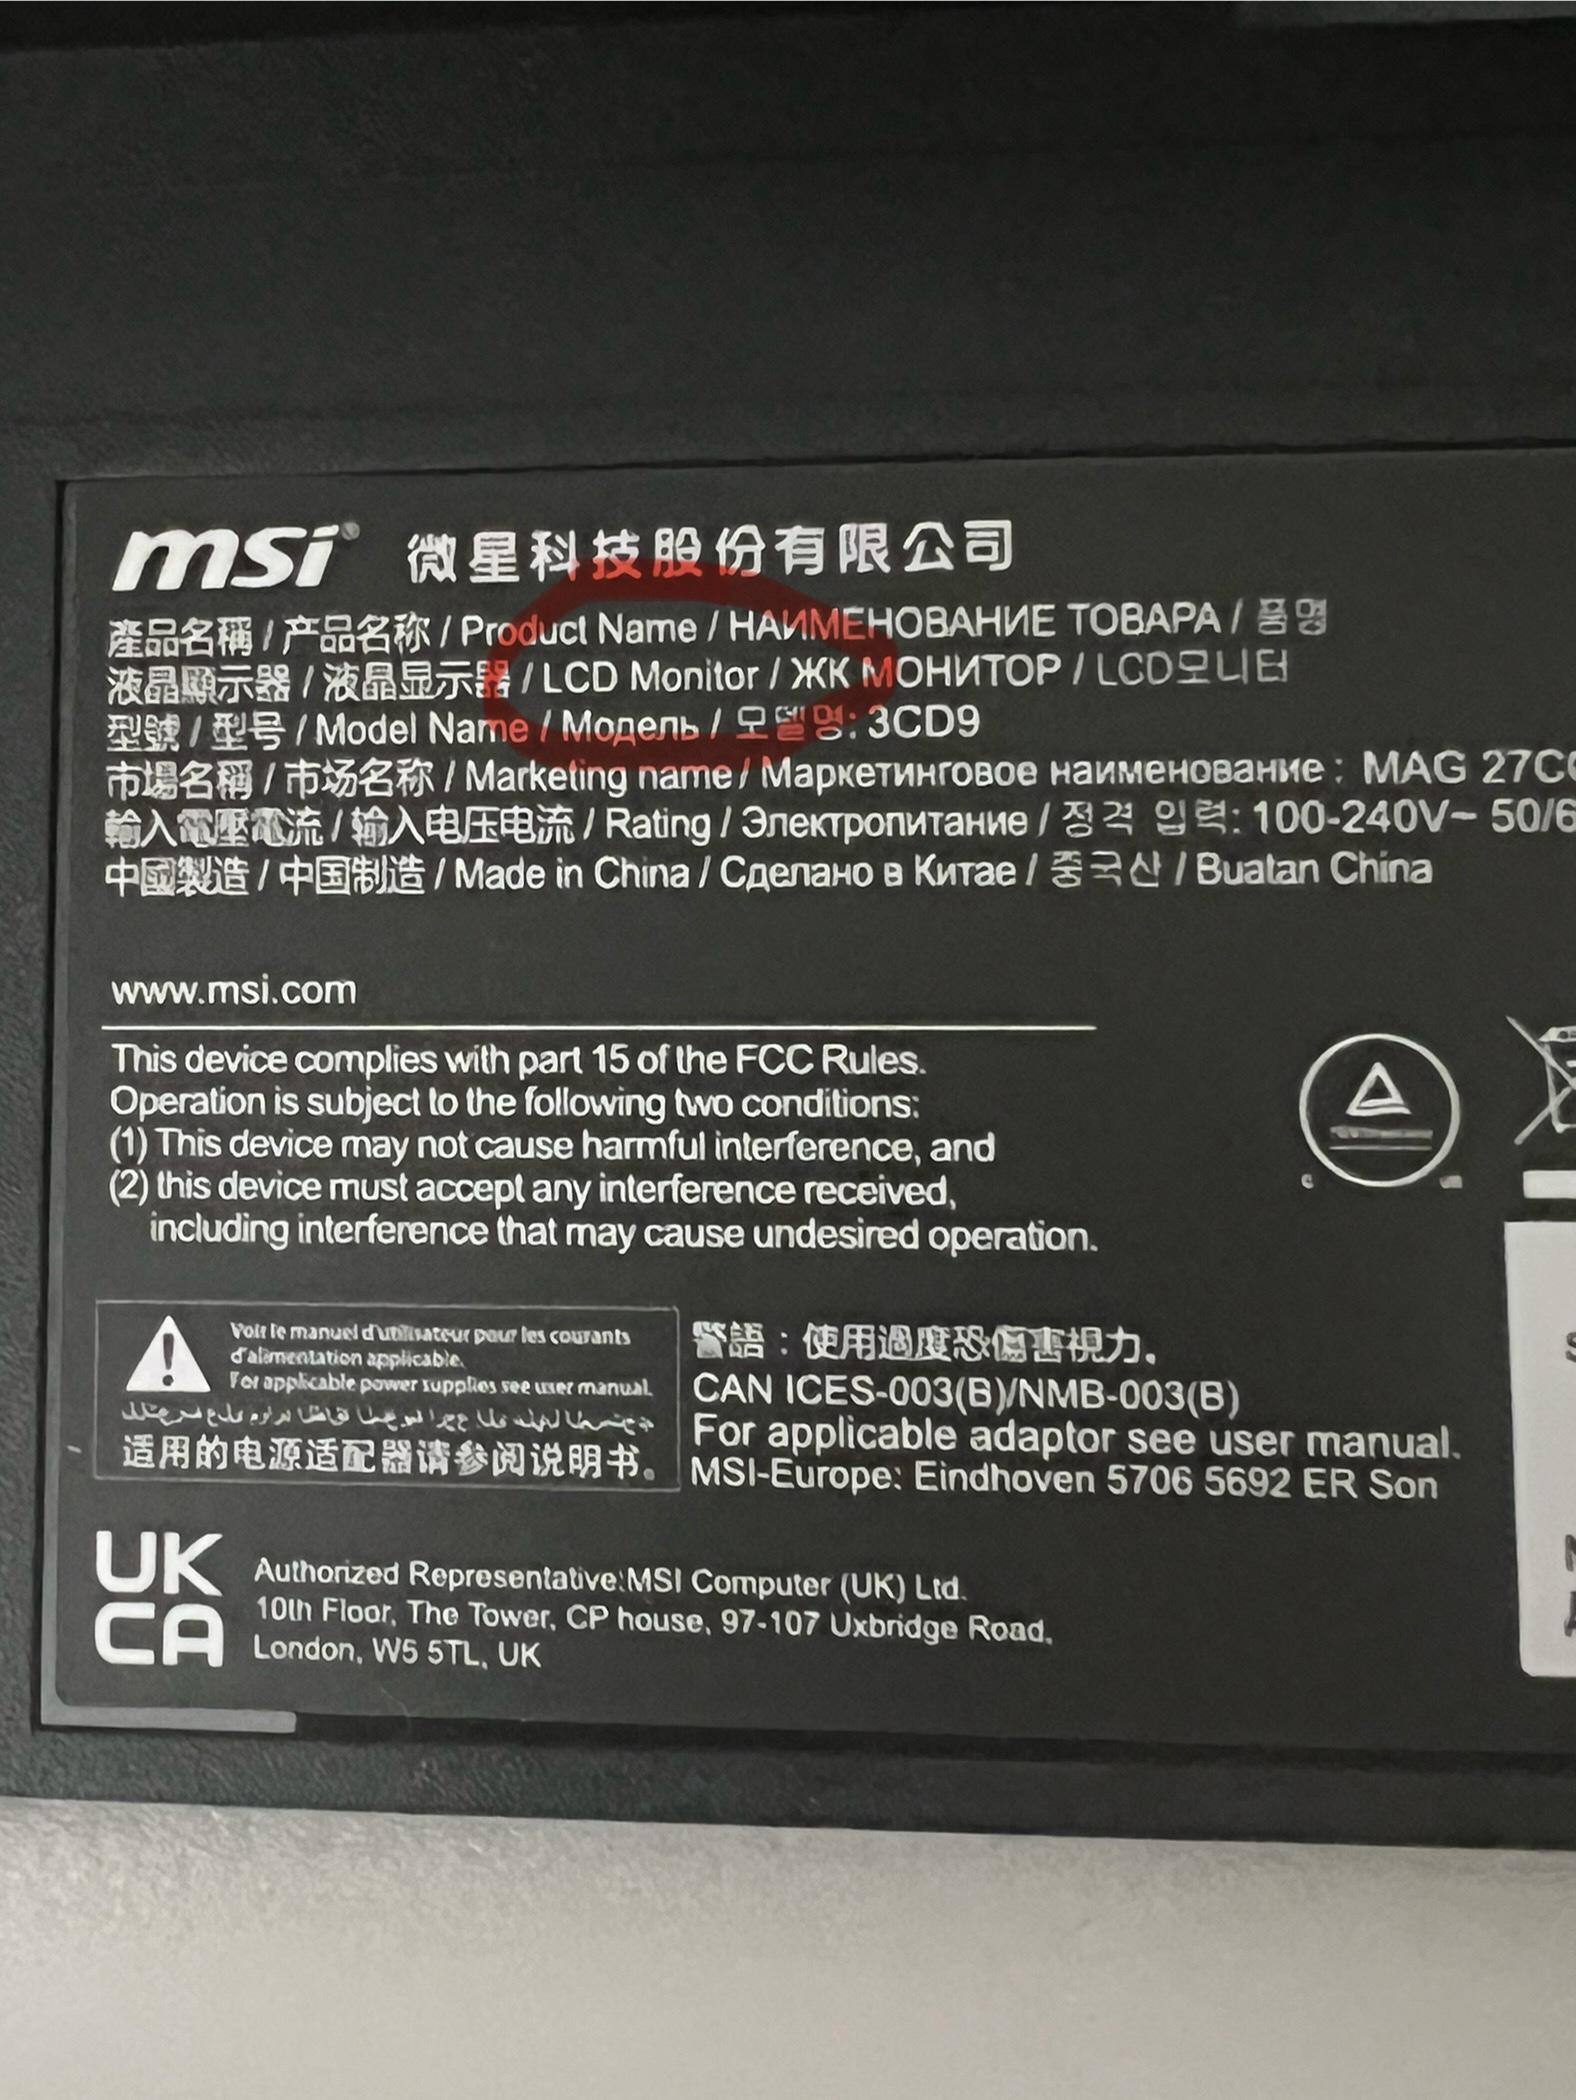 msi 微星科技股份有限公司
產品名稱 / 产品名称 / Product Name / НАИМЕНОВАНИЕ ТОВАРА / 품명
液晶顯示器 / 液晶显示器 / LCD Monitor / ЖК МОНИТОР / LCD모니터
型號 / 型号 / Model Name / Модель / 모델명: 3CD9
市場名稱 / 市场名称 / Marketing name / Маркетинговое наименование : MAG 27C
輸入電壓電流 / 输入电压电流 / Rating / Электропитание / 정격 입력: 100-240V~ 50/6
中國製造 / 中国制造 / Made in China / Сделано в Китае / 중국산 / Buatan China
www.msi.com
This device complies with part 15 of the FCC Rules.
Operation is subject to the following two conditions:
(1) This device may not cause harmful interference, and
(2) this device must accept any interference received,
including interference that may cause undesired operation.
Voir le manuel d'utilisateur pour les courants
d'alimentation applicable.
For applicable power supplies see user manual.
适用的电源适配器请参阅说明书。
警語：使用過度恐傷害視力。
CAN ICES-003(B)/NMB-003(B)
For applicable adaptor see user manual.
MSI-Europe: Eindhoven 5706 5692 ER Son
UK
CA
Authorized Representative:MSI Computer (UK) Ltd.
10th Floor, The Tower, CP house, 97-107 Uxbridge Road,
London, W5 5TL, UK